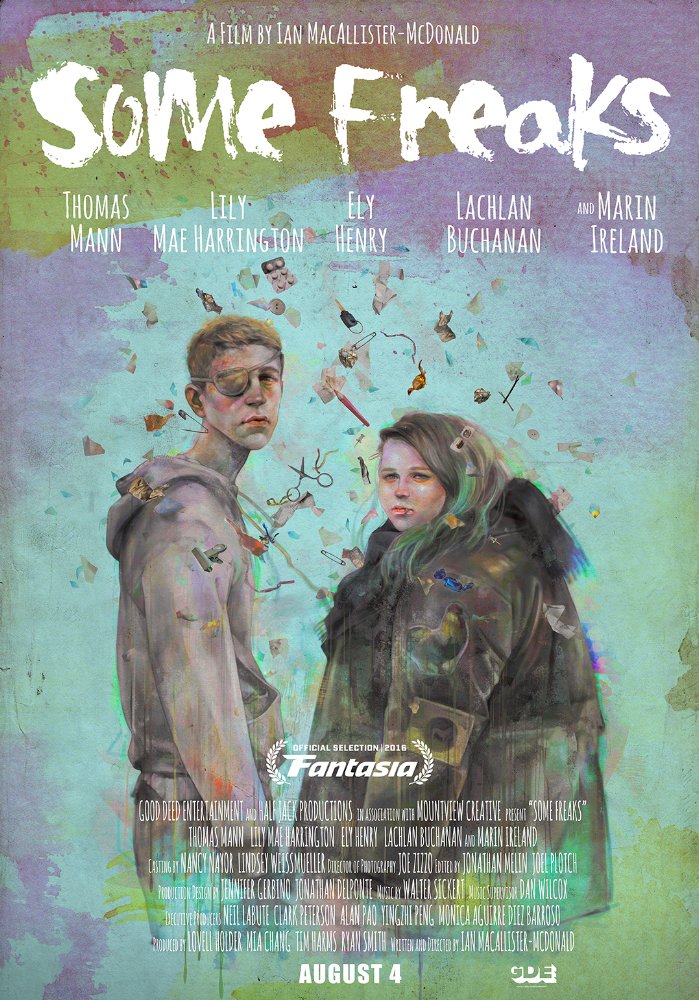 A Film by Ian MacAllister-McDonald
Some Freaks
Thomas Mann
Lily Mae Harrington
Ely Henry
Lachlan Buchanan
and Marin Ireland
OFFICIAL SELECTION | 2016
Fantasia
GOOD DEED ENTERTAINMENT and HALF JACK PRODUCTIONS in association with MOUNTVIEW CREATIVE present "SOME FREAKS"
THOMAS MANN LILY MAE HARRINGTON ELY HENRY LACHLAN BUCHANAN and MARIN IRELAND
Casting by NANCY NAYOR LINDSEY WEISSMUELLER Director of Photography JOE ZIZZO Edited by JONATHAN MELIN JOEL PLOTCH
Production Design by JENNIFER GERBINO JONATHAN DELPONTE Music by WALTER SICKERT Music Supervisor DAN WILCOX
Executive Producers NEIL LABUTE CLARK PETERSON ALAN PAO YINGZHI PENG MONICA AGUIRRE DIEZ BARROSO
Produced by LOVELL HOLDER MIA CHANG TIM HARMS RYAN SMITH Written and Directed by IAN MACALLISTER-MCDONALD
AUGUST 4
GDE